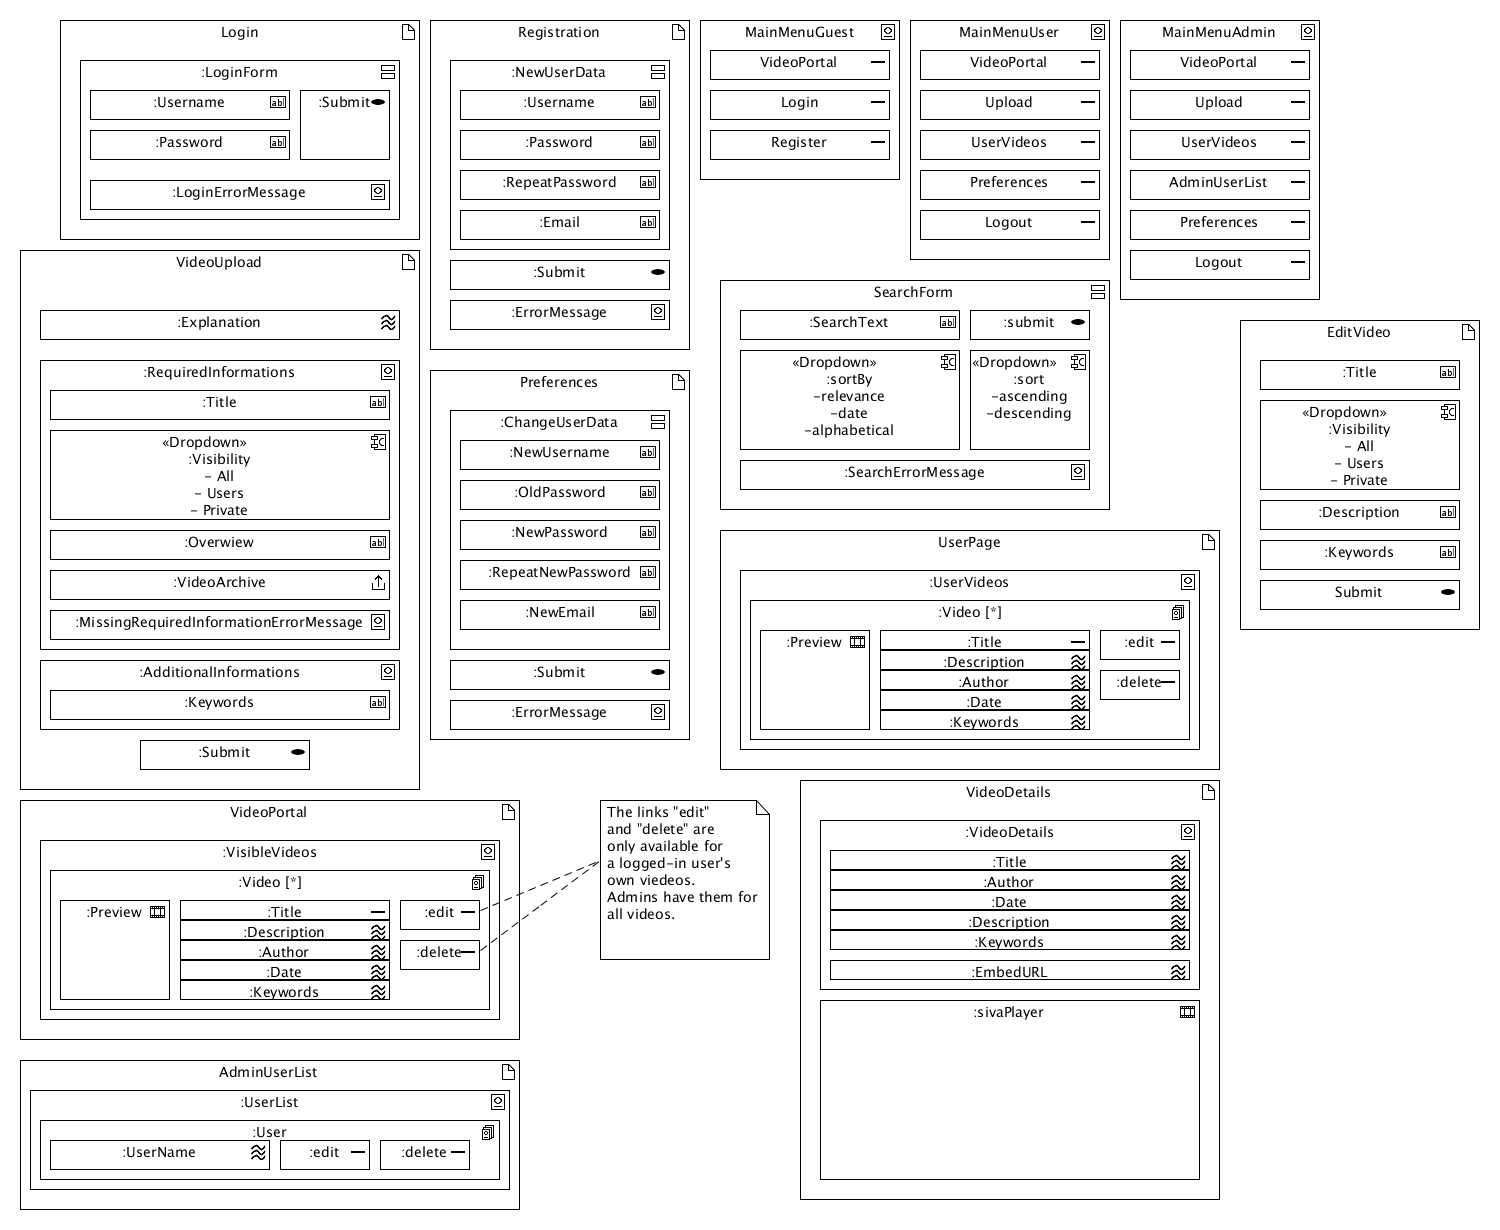 Login
:LoginForm
:Username
:Submit
:Password
:LoginErrorMessage
Registration
:NewUserData
:Username
:Password
:RepeatPassword
:Email
:Submit
:ErrorMessage
MainMenuGuest
VideoPortal
Login
Register
MainMenuUser
VideoPortal
Upload
UserVideos
Preferences
Logout
MainMenuAdmin
VideoPortal
Upload
UserVideos
AdminUserList
Preferences
Logout
VideoUpload
:Explanation
:RequiredInformations
:Title
«Dropdown»
:Visibility
- All
- Users
- Private
:Overwiew
:VideoArchive
:MissingRequiredInformationErrorMessage
:AdditionalInformations
:Keywords
:Submit
Preferences
:ChangeUserData
:NewUsername
:OldPassword
:NewPassword
:RepeatNewPassword
:NewEmail
:Submit
:ErrorMessage
SearchForm
:SearchText
:submit
«Dropdown»
:sortBy
-relevance
-date
-alphabetical
«Dropdown»
:sort
-ascending
-descending
:SearchErrorMessage
EditVideo
:Title
«Dropdown»
:Visibility
- All
- Users
- Private
:Description
:Keywords
Submit
UserPage
:UserVideos
:Video [*]
:Preview
:Title
:Description
:Author
:Date
:Keywords
:edit
:delete
VideoPortal
:VisibleVideos
:Video [*]
:Preview
:Title
:Description
:Author
:Date
:Keywords
:edit
:delete
The links "edit"
and "delete" are
only available for
a logged-in user's
own viedeos.
Admins have them for
all videos.
VideoDetails
:VideoDetails
:Title
:Author
:Date
:Description
:Keywords
:EmbedURL
:sivaPlayer
AdminUserList
:UserList
:User
:UserName
:edit
:delete